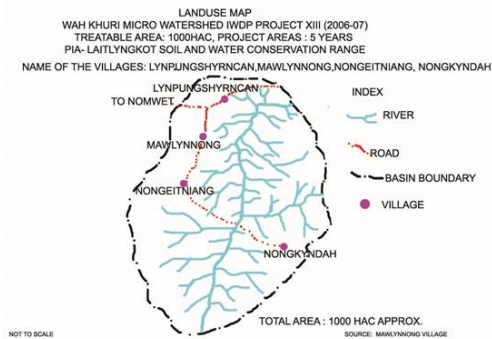 LANDUSE MAP
WAH KHURI MICRO WATERSHED IWDP PROJECT XIII (2006-07)
TREATABLE AREA: 1000HAC, PROJECT AREAS : 5 YEARS
PIA- LAITLYNGKOT SOIL AND WATER CONSERVATION RANGE
NAME OF THE VILLAGES: LYNPUNGSHYRNCAN,MAWLYNNONG,NONGEITNIANG, NONGKYNDAH
LYNPUNGSHYRNCAN
TO NOMWET
MAWLYNNONG
NONGEITNIANG
NONGKYNDAH
INDEX
RIVER
ROAD
BASIN BOUNDARY
VILLAGE
TOTAL AREA : 1000 HAC APPROX.
NOT TO SCALE
SOURCE: MAWLYNNONG VILLAGE